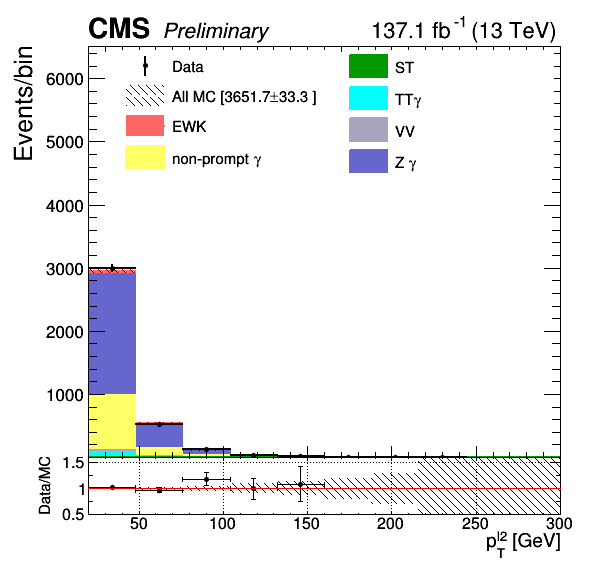 CMS Preliminary 137.1 fb⁻¹ (13 TeV)
Events/bin
6000
5000
4000
3000
2000
1000
Data
All MC [3651.7±33.3 ]
EWK
non-prompt γ
ST
TTγ
VV
Z γ
Data/MC
1.5
1
0.5
50 100 150 200 250 300
p_T^l2 [GeV]